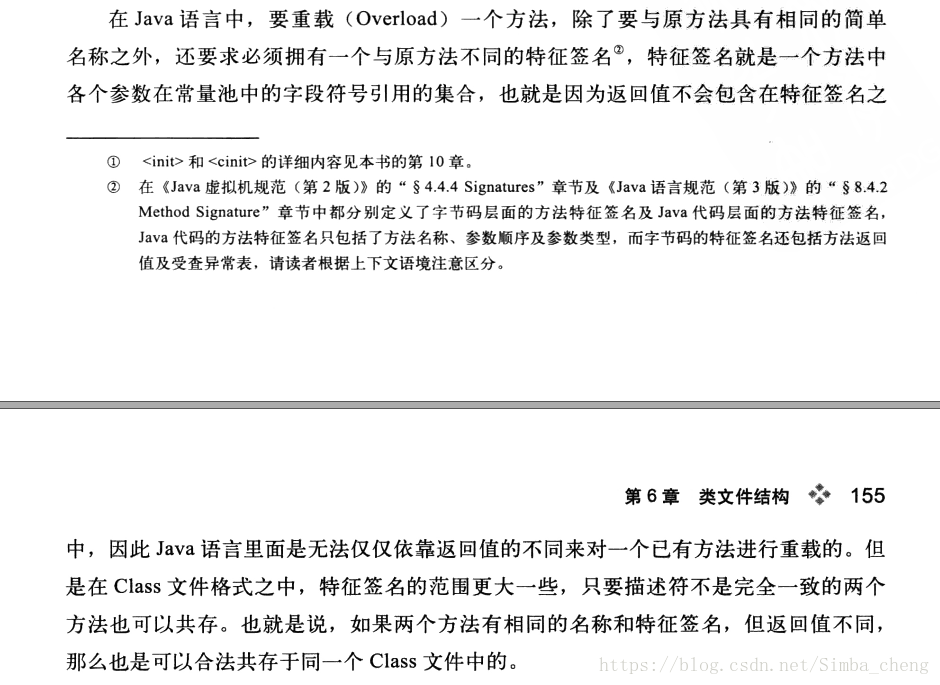 在 Java 语言中，要重载（Overload）一个方法，除了要与原方法具有相同的简单
名称之外，还要求必须拥有一个与原方法不同的特征签名②，特征签名就是一个方法中
各个参数在常量池中的字段符号引用的集合，也就是因为返回值不会包含在特征签名之
① <init> 和 <cinit> 的详细内容见本书的第 10 章。
② 在《Java 虚拟机规范（第 2 版）》的“§4.4.4 Signatures”章节及《Java 语言规范（第 3 版）》的“§8.4.2
Method Signature”章节中都分别定义了字节码层面的方法特征签名及 Java 代码层面的方法特征签名，
Java 代码的方法特征签名只包括了方法名称、参数顺序及参数类型，而字节码的特征签名还包括方法返回
值及受查异常表，请读者根据上下文语境注意区分。
第 6 章 类文件结构 155
中，因此 Java 语言里面是无法仅仅依靠返回值的不同来对一个已有方法进行重载的。但
是在 Class 文件格式之中，特征签名的范围更大一些，只要描述符不是完全一致的两个
方法也可以共存。也就是说，如果两个方法有相同的名称和特征签名，但返回值不同，
那么也是可以合法共存于同一个 Class 文件中的。
https://blog.csdn.net/Simba_cheng